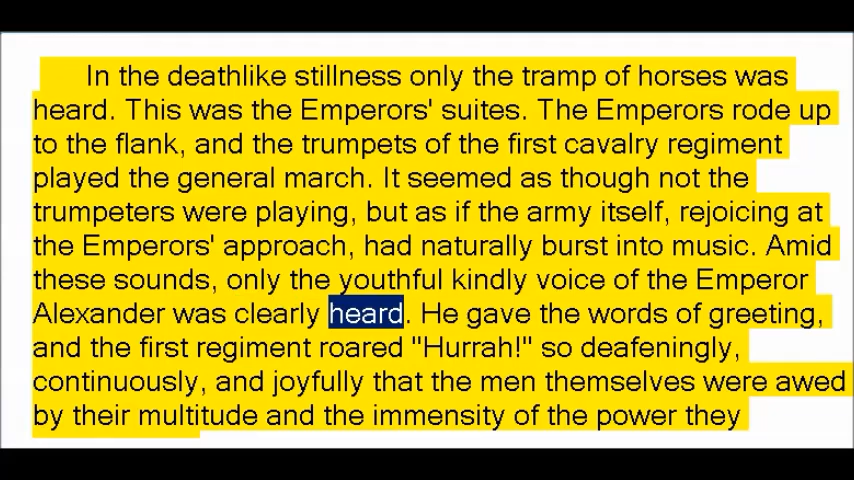 In the deathlike stillness only the tramp of horses was
heard. This was the Emperors' suites. The Emperors rode up
to the flank, and the trumpets of the first cavalry regiment
played the general march. It seemed as though not the
trumpeters were playing, but as if the army itself, rejoicing at
the Emperors' approach, had naturally burst into music. Amid
these sounds, only the youthful kindly voice of the Emperor
Alexander was clearly heard. He gave the words of greeting,
and the first regiment roared "Hurrah!" so deafeningly,
continuously, and joyfully that the men themselves were awed
by their multitude and the immensity of the power they